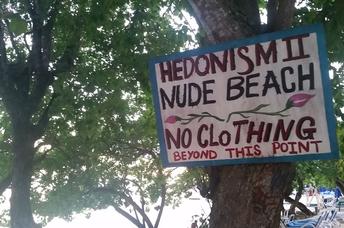 HEDONISM II
NUDE BEACH
NO CLOTHING
BEYOND THIS POINT